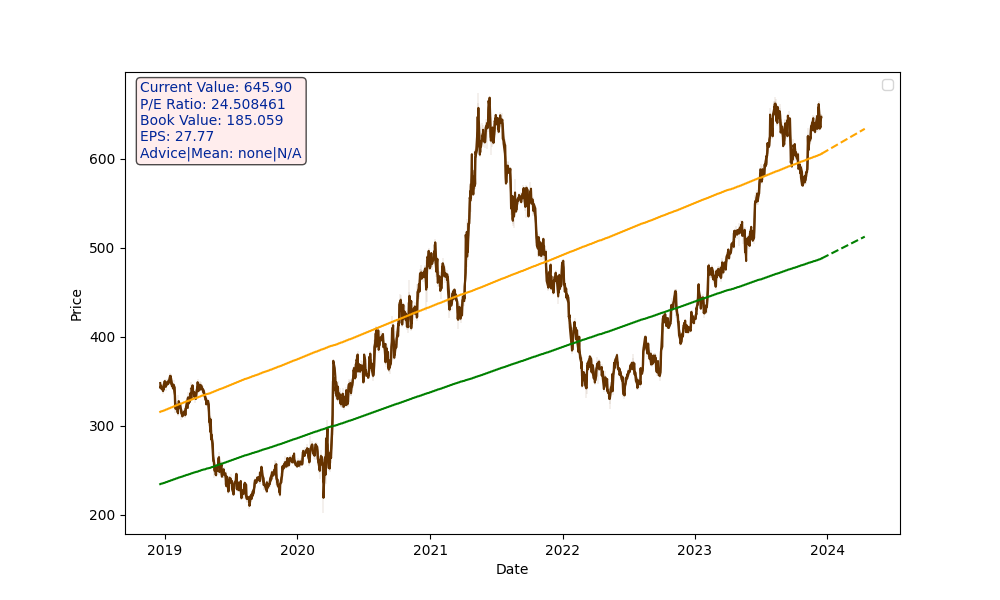 Current Value: 645.90
P/E Ratio: 24.508461
Book Value: 185.059
EPS: 27.77
Advice|Mean: none|N/A
600
500
400
300
200
Price
2019 2020 2021 2022 2023 2024
Date